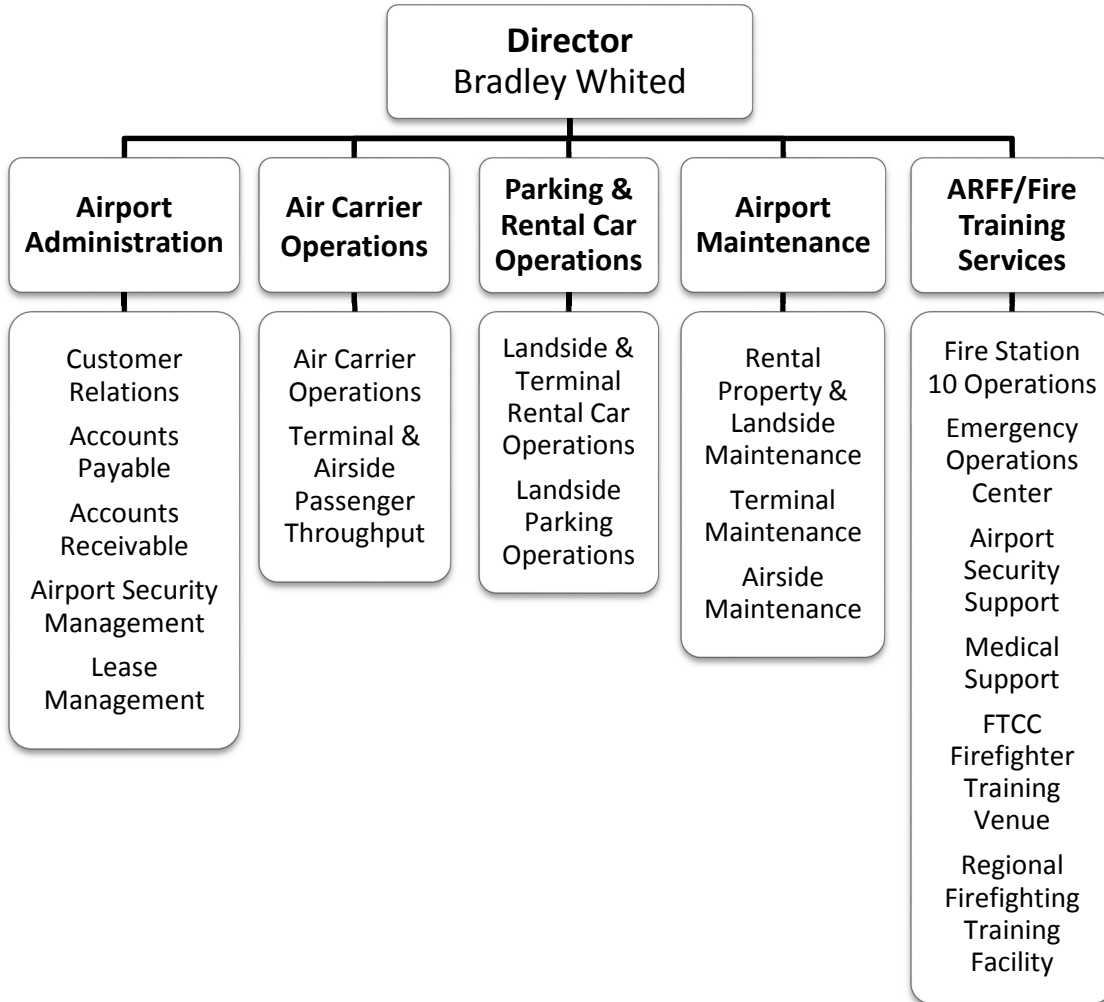 Director
Bradley Whited
Airport
Administration
Air Carrier
Operations
Parking &
Rental Car
Operations
Airport
Maintenance
ARFF/Fire
Training
Services
Customer
Relations
Accounts
Payable
Accounts
Receivable
Airport Security
Management
Lease
Management
Air Carrier
Operations
Terminal &
Airside
Passenger
Throughput
Landside &
Terminal
Rental Car
Operations
Landside
Parking
Operations
Rental
Property &
Landside
Maintenance
Terminal
Maintenance
Airside
Maintenance
Fire Station
10 Operations
Emergency
Operations
Center
Airport
Security
Support
Medical
Support
FTCC
Firefighter
Training
Venue
Regional
Firefighting
Training
Facility